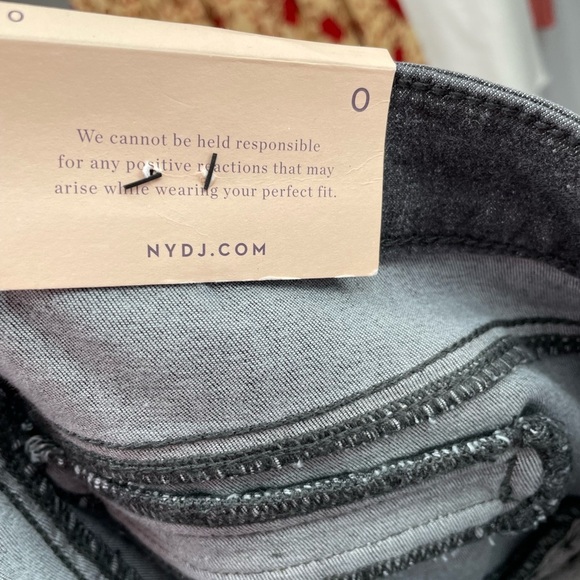 O
O
We cannot be held responsible
for any positive reactions that may
arise while wearing your perfect fit.
NYDJ.COM